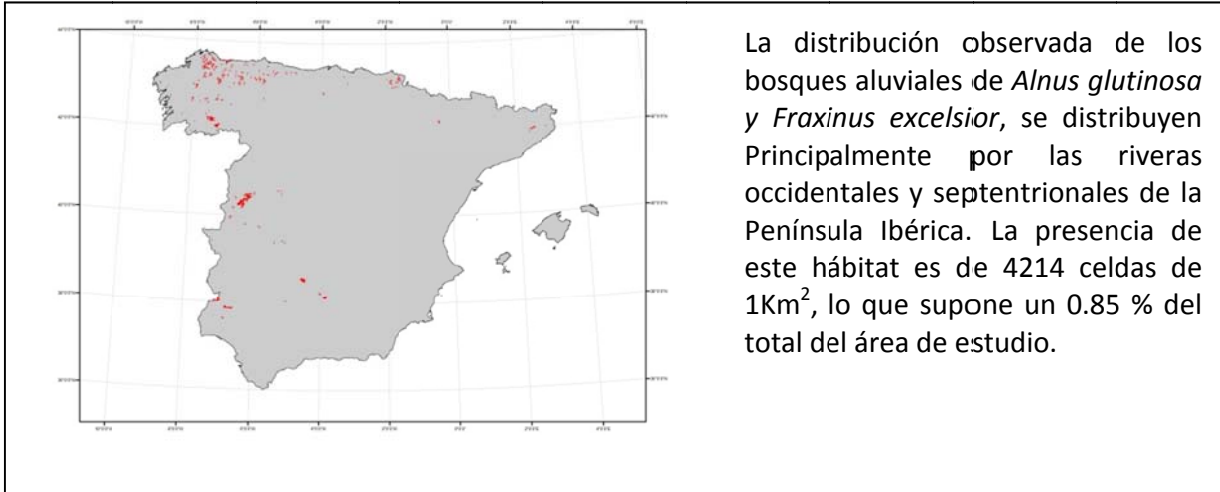 La distribución observada de los
bosques aluviales de Alnus glutinosa
y Fraxinus excelsior, se distribuyen
Principalmente por las riveras
occidentales y septentrionales de la
Península Ibérica. La presencia de
este hábitat es de 4214 celdas de
1Km², lo que supone un 0.85 % del
total del área de estudio.